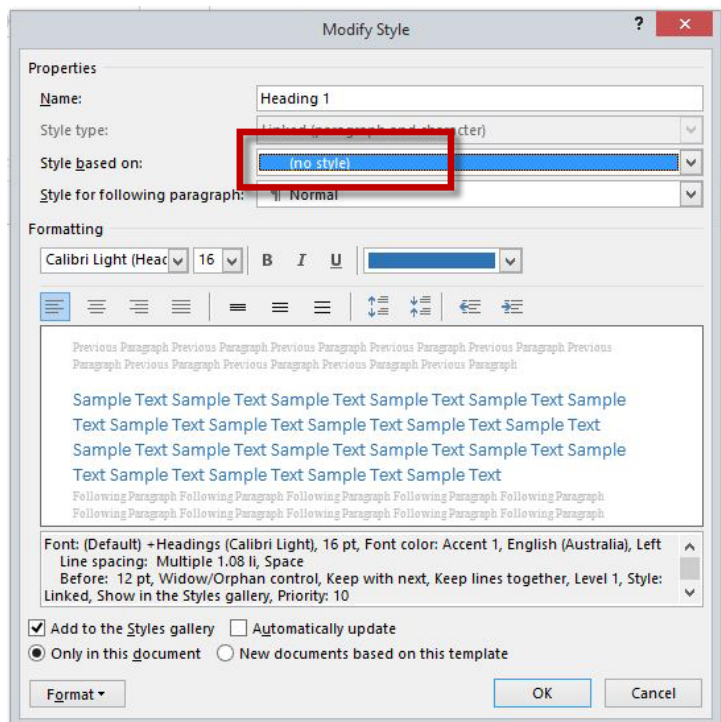 Modify Style
?
Properties
Name:
Heading 1
Style type:
Linked (paragraph and character)
Style based on:
(no style)
Style for following paragraph:
¶ Normal
Formatting
Calibri Light (Heac
16
B I U
Previous Paragraph Previous Paragraph Previous Paragraph Previous Paragraph Previous Paragraph Previous
Paragraph Previous Paragraph Previous Paragraph Previous Paragraph Previous Paragraph
Sample Text Sample Text Sample Text Sample Text Sample Text Sample
Text Sample Text Sample Text Sample Text Sample Text Sample Text
Sample Text Sample Text Sample Text Sample Text Sample Text Sample
Text Sample Text Sample Text Sample Text Sample Text
Following Paragraph Following Paragraph Following Paragraph Following Paragraph Following Paragraph
Following Paragraph Following Paragraph Following Paragraph Following Paragraph Following Paragraph
Font: (Default) +Headings (Calibri Light), 16 pt, Font color: Accent 1, English (Australia), Left
Line spacing: Multiple 1.08 li, Space
Before: 12 pt, Widow/Orphan control, Keep with next, Keep lines together, Level 1, Style:
Linked, Show in the Styles gallery, Priority: 10
Add to the Styles gallery
Automatically update
Only in this document
New documents based on this template
Format
OK
Cancel